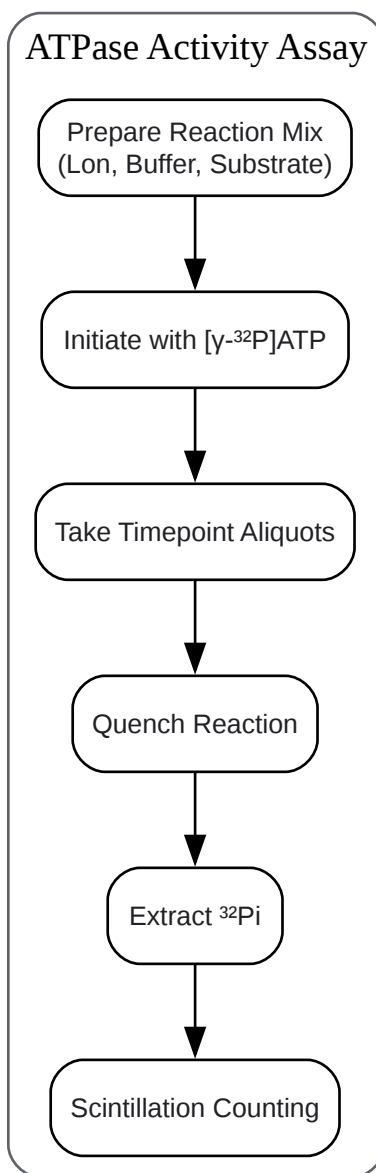 ATPase Activity Assay
Prepare Reaction Mix
(Lon, Buffer, Substrate)
Initiate with [γ-³²P]ATP
Take Timepoint Aliquots
Quench Reaction
Extract ³²Pi
Scintillation Counting